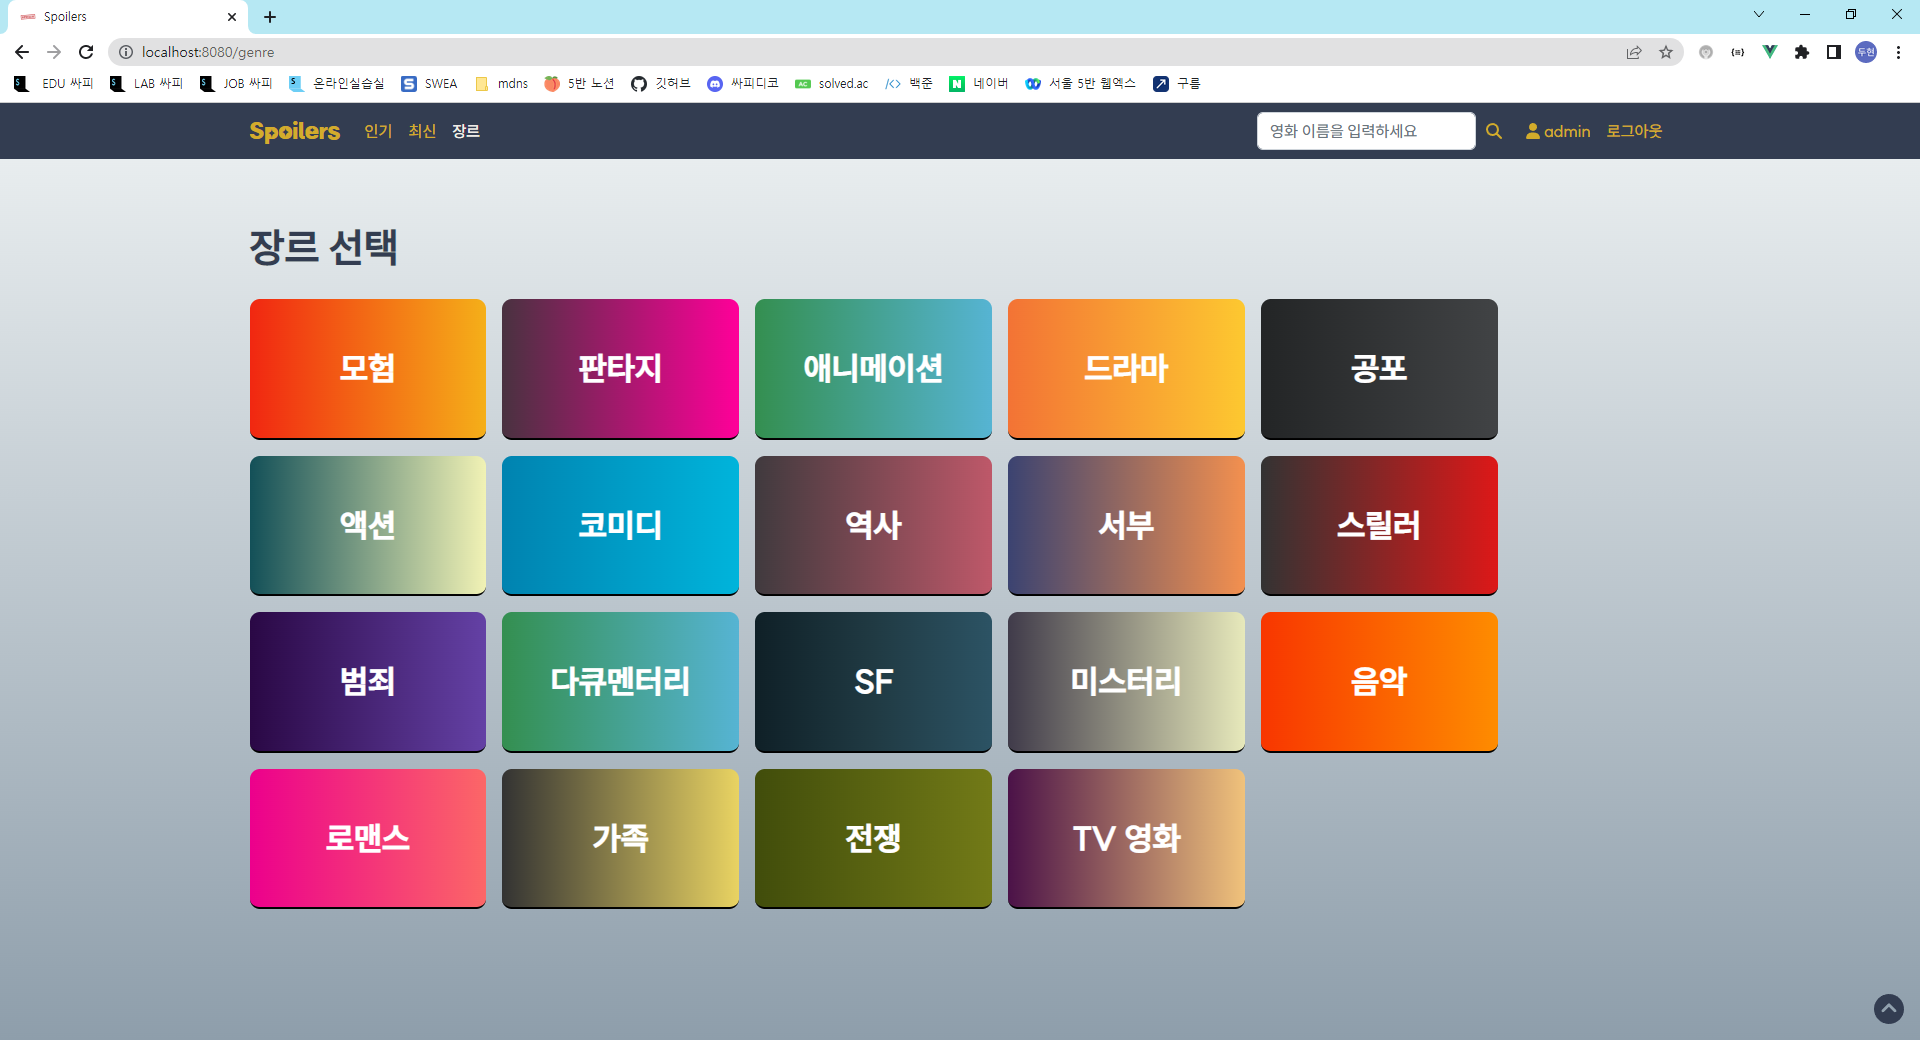 Spoilers
localhost:8080/genre
두현
EDU 싸피 LAB 싸피 JOB 싸피 온라인실습실 SWEA mdns 5반 노션 깃허브 싸피디코 solved.ac 백준 네이버 서울 5반 웹엑스 구름
Spoilers 인기 최신 장르 영화 이름을 입력하세요 admin 로그아웃
장르 선택
모험 판타지 애니메이션 드라마 공포
액션 코미디 역사 서부 스릴러
범죄 다큐멘터리 SF 미스터리 음악
로맨스 가족 전쟁 TV 영화